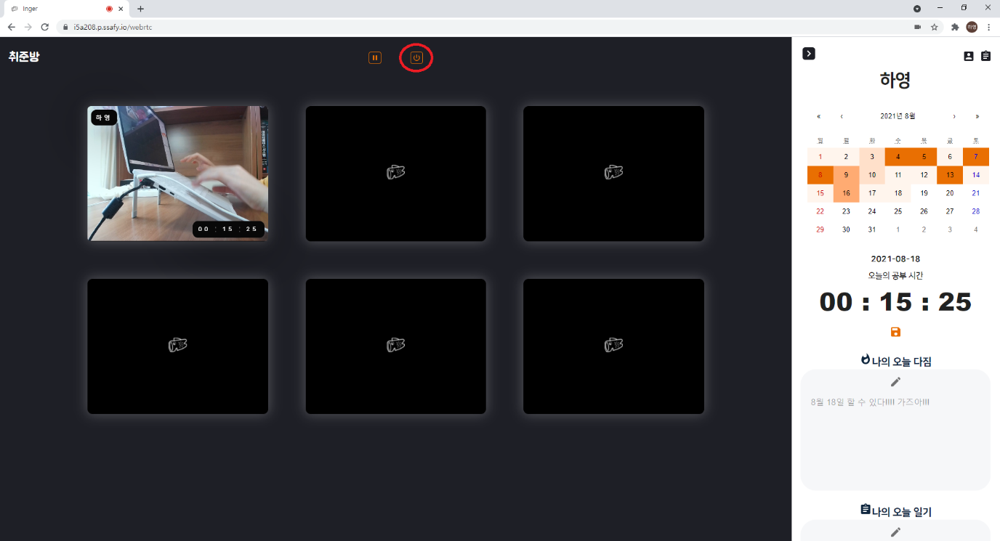 Inger
i5a208.p.ssafy.io/webrtc
하영
취준방
하영
00 : 15 : 25
하영
« ‹ 2021년 8월 › »
일 월 화 수 목 금 토
1 2 3 4 5 6 7
8 9 10 11 12 13 14
15 16 17 18 19 20 21
22 23 24 25 26 27 28
29 30 31 1 2 3 4
2021-08-18
오늘의 공부 시간
00 : 15 : 25
나의 오늘 다짐
8월 18일 할 수 있다!!!! 가즈아!!!
나의 오늘 일기